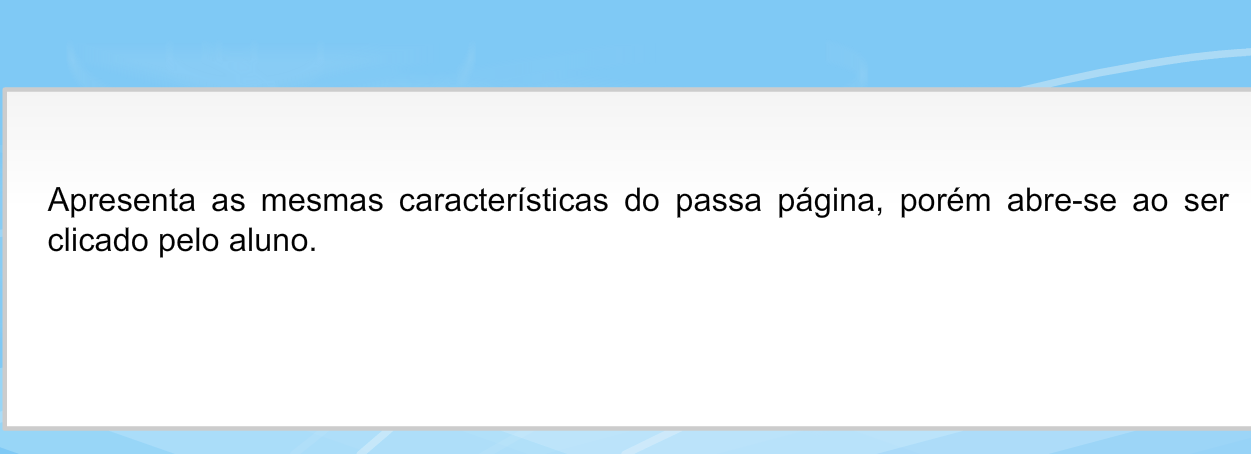 Apresenta as mesmas características do passa página, porém abre-se ao ser
clicado pelo aluno.